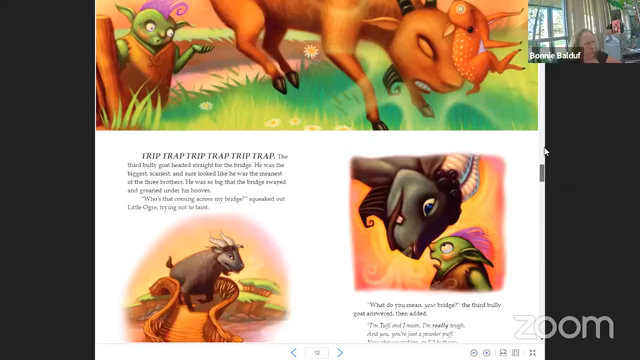 Bonnie Balduf
TRIP TRAP TRIP TRAP TRIP TRAP. The
third bully goat headed straight for the bridge. He was the
biggest, scariest, and sure looked like he was the meanest
of the three brothers. He was so big that the bridge swayed
and groaned under his hooves.
"Who's that coming across my bridge?" squeaked out
Little Ogre, trying not to faint.
"What do you mean, your bridge?" the third bully
goat answered, then added,
"I'm Tuff, and I mean, I'm really tough.
And you, you're just a powder puff.
zoom
12